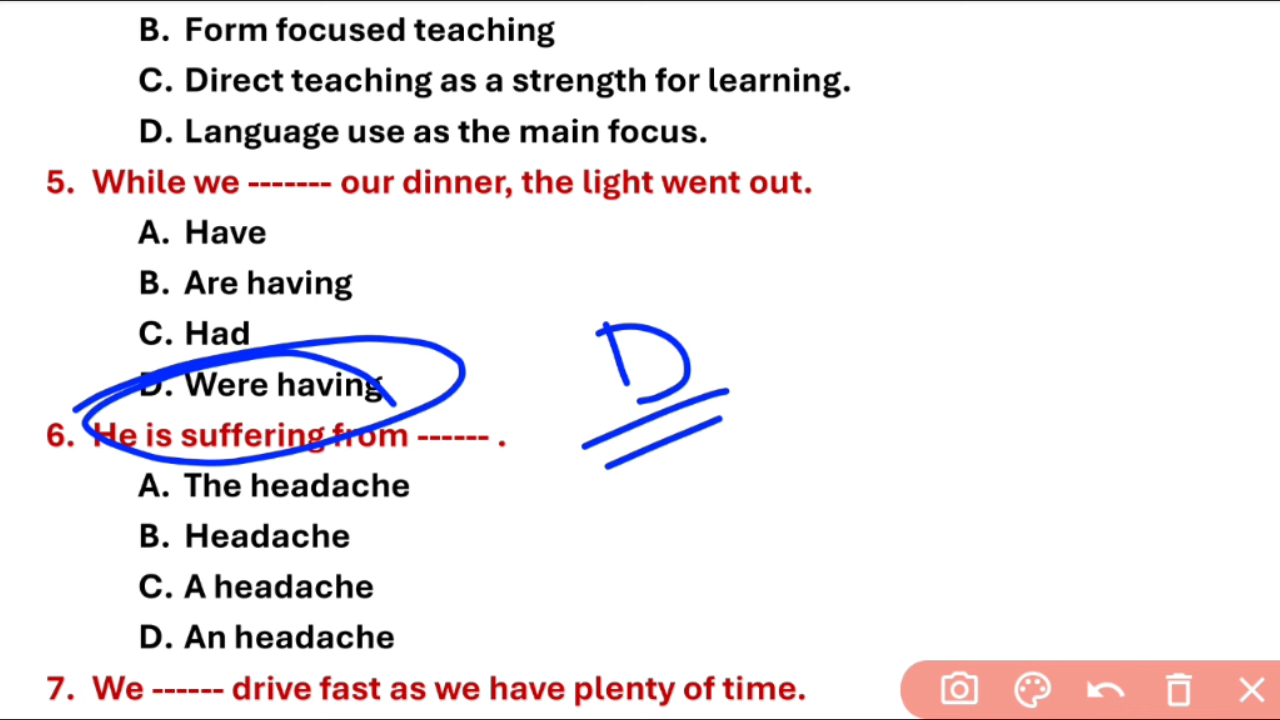 B. Form focused teaching
C. Direct teaching as a strength for learning.
D. Language use as the main focus.
5. While we ------- our dinner, the light went out.
A. Have
B. Are having
C. Had
D. Were having
D
6. He is suffering from ------ .
A. The headache
B. Headache
C. A headache
D. An headache
7. We ------ drive fast as we have plenty of time.